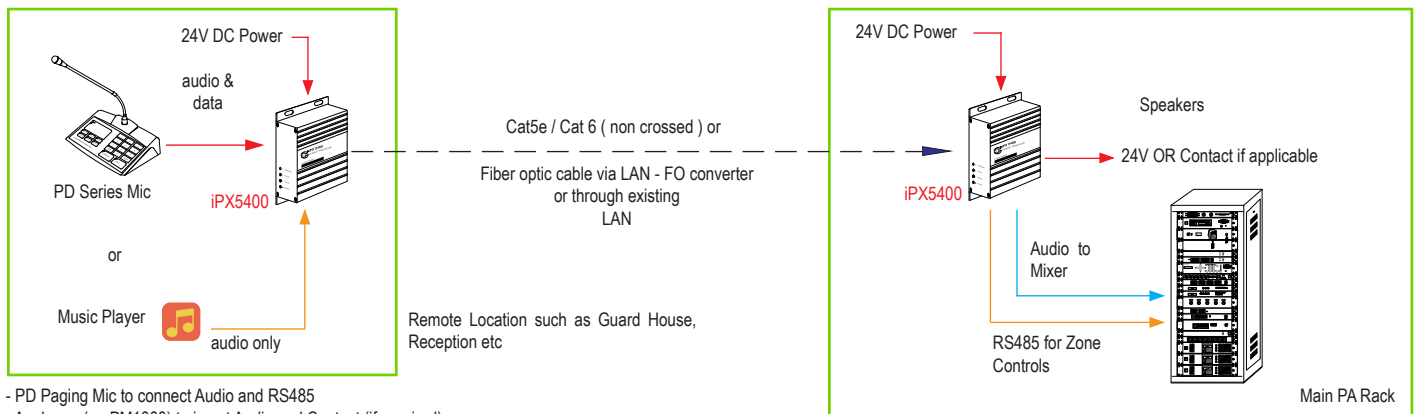 24V DC Power
audio &
data
PD Series Mic
iPX5400
or
Music Player
audio only
Cat5e / Cat 6 ( non crossed ) or
Fiber optic cable via LAN - FO converter
or through existing
LAN
Remote Location such as Guard House,
Reception etc
24V DC Power
iPX5400
Speakers
24V OR Contact if applicable
Audio to
Mixer
RS485 for Zone
Controls
Main PA Rack
- PD Paging Mic to connect Audio and RS485